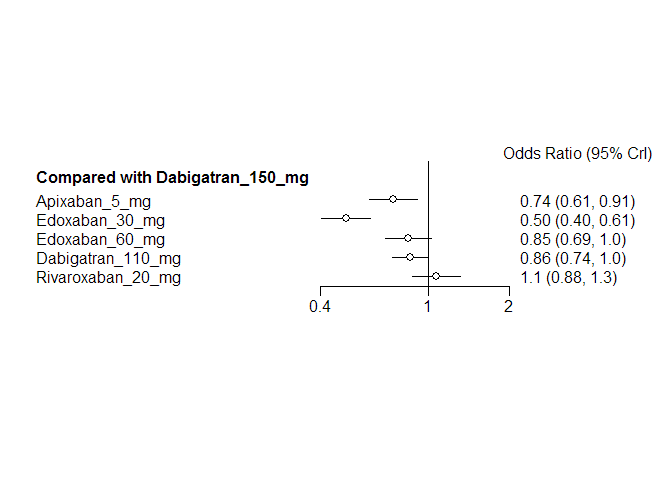 Odds Ratio (95% CrI)
Compared with Dabigatran_150_mg
Apixaban_5_mg 0.74 (0.61, 0.91)
Edoxaban_30_mg 0.50 (0.40, 0.61)
Edoxaban_60_mg 0.85 (0.69, 1.0)
Dabigatran_110_mg 0.86 (0.74, 1.0)
Rivaroxaban_20_mg 1.1 (0.88, 1.3)
0.4 1 2